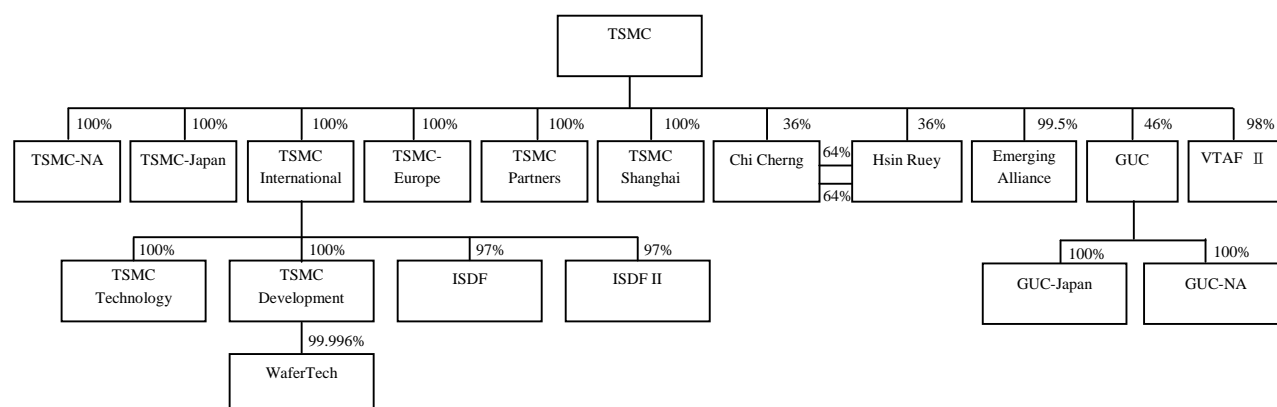 TSMC
100%
100%
100%
100%
100%
100%
36%
36%
99.5%
46%
98%
TSMC-NA
TSMC-Japan
TSMC
International
TSMC-
Europe
TSMC
Partners
TSMC
Shanghai
Chi Cherng
64%
64%
Hsin Ruey
Emerging
Alliance
GUC
VTAF Ⅱ
100%
100%
97%
97%
100%
100%
TSMC
Technology
TSMC
Development
ISDF
ISDF II
GUC-Japan
GUC-NA
99.996%
WaferTech